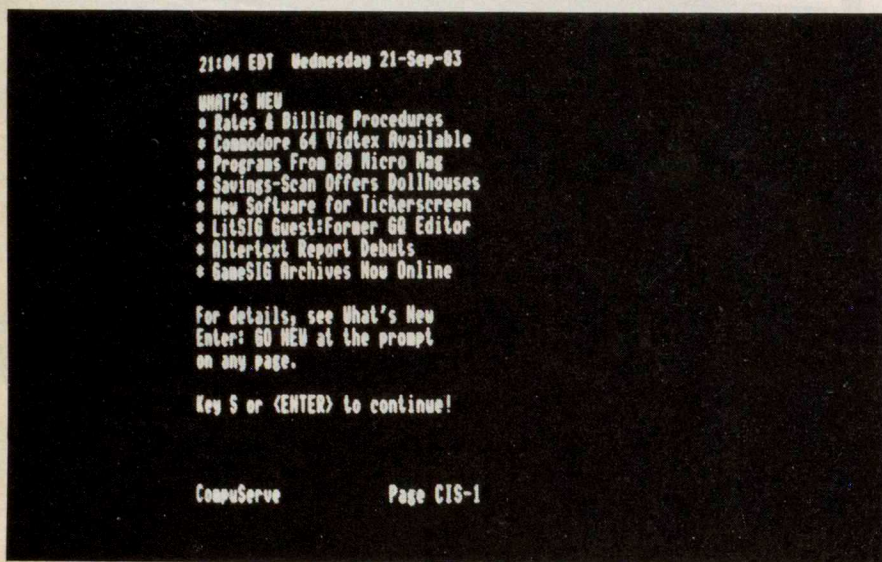 21:04 EDT Wednesday 21-Sep-83
WHAT'S NEW
* Rates & Billing Procedures
* Commodore 64 Vidtex Available
* Programs From 80 Micro Mag
* Savings-Scan Offers Dollhouses
* New Software for Tickerscreen
* LitSIG Guest:Former GQ Editor
* Altertext Report Debuts
* GameSIG Archives Now Online
For details, see What's New
Enter: GO NEW at the prompt
on any page.
Key S or <ENTER> to continue!
CompuServe Page CIS-1